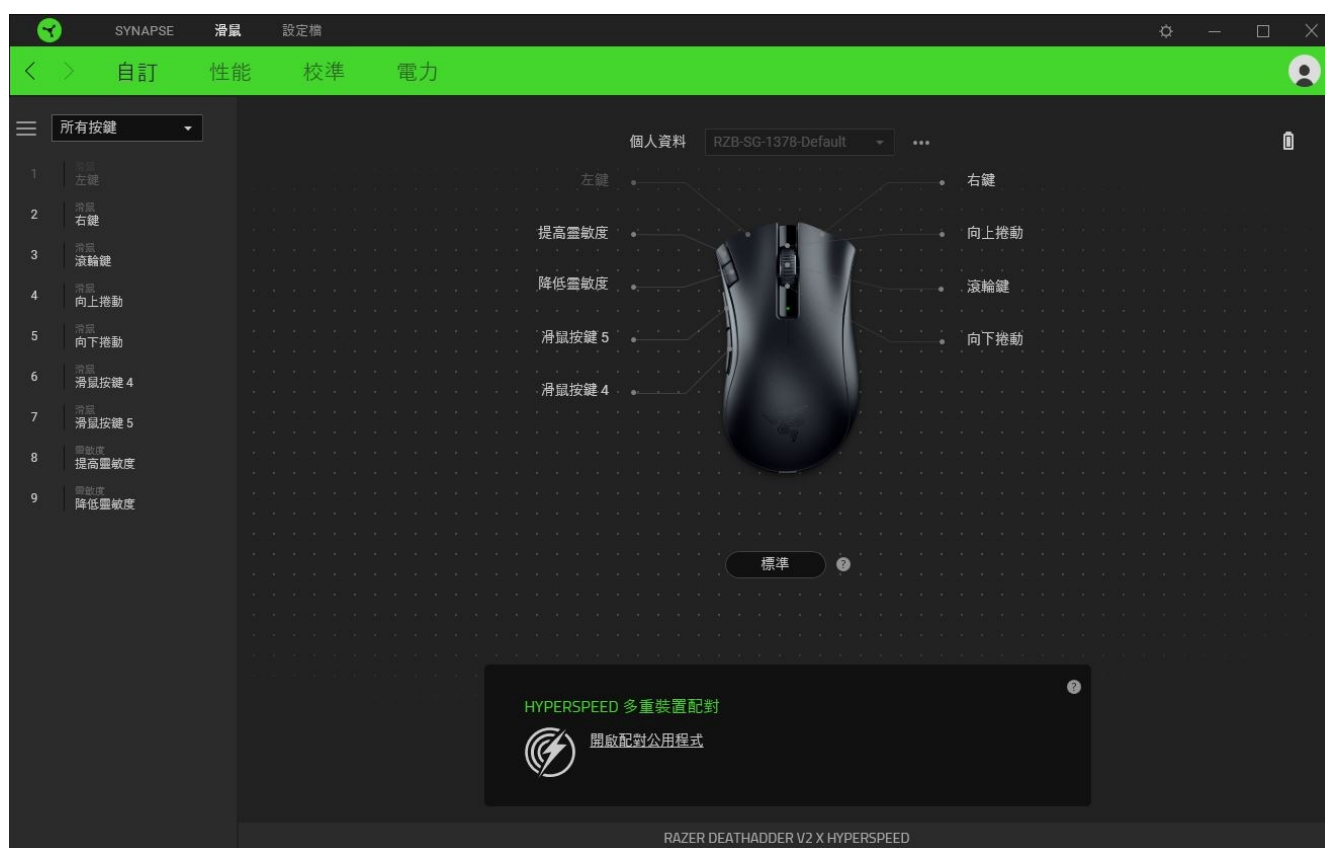 SYNAPSE 滑鼠 設定檔
自訂 性能 校準 電力
所有按鍵
1 滑鼠
左鍵
2 滑鼠
右鍵
3 滑鼠
滾輪鍵
4 滑鼠
向上捲動
5 滑鼠
向下捲動
6 滑鼠
滑鼠按鍵 4
7 滑鼠
滑鼠按鍵 5
8 靈敏度
提高靈敏度
9 靈敏度
降低靈敏度
個人資料 RZB-SG-1378-Default
左鍵 右鍵
提高靈敏度 向上捲動
降低靈敏度 滾輪鍵
滑鼠按鍵 5 向下捲動
滑鼠按鍵 4
標準 ?
?
HYPERSPEED 多重裝置配對
開啟配對公用程式
RAZER DEATHADDER V2 X HYPERSPEED